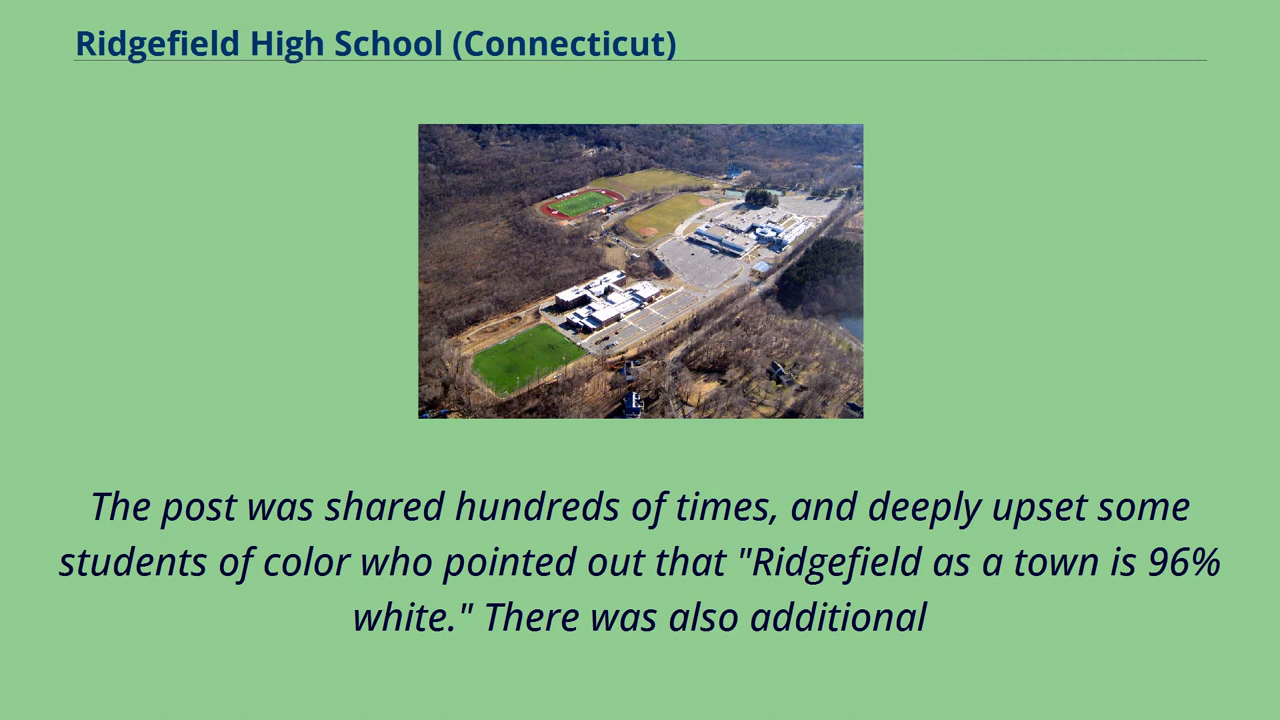 Ridgefield High School (Connecticut)
The post was shared hundreds of times, and deeply upset some
students of color who pointed out that "Ridgefield as a town is 96%
white." There was also additional